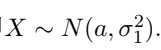 X ∼ N(a, σ₁²).